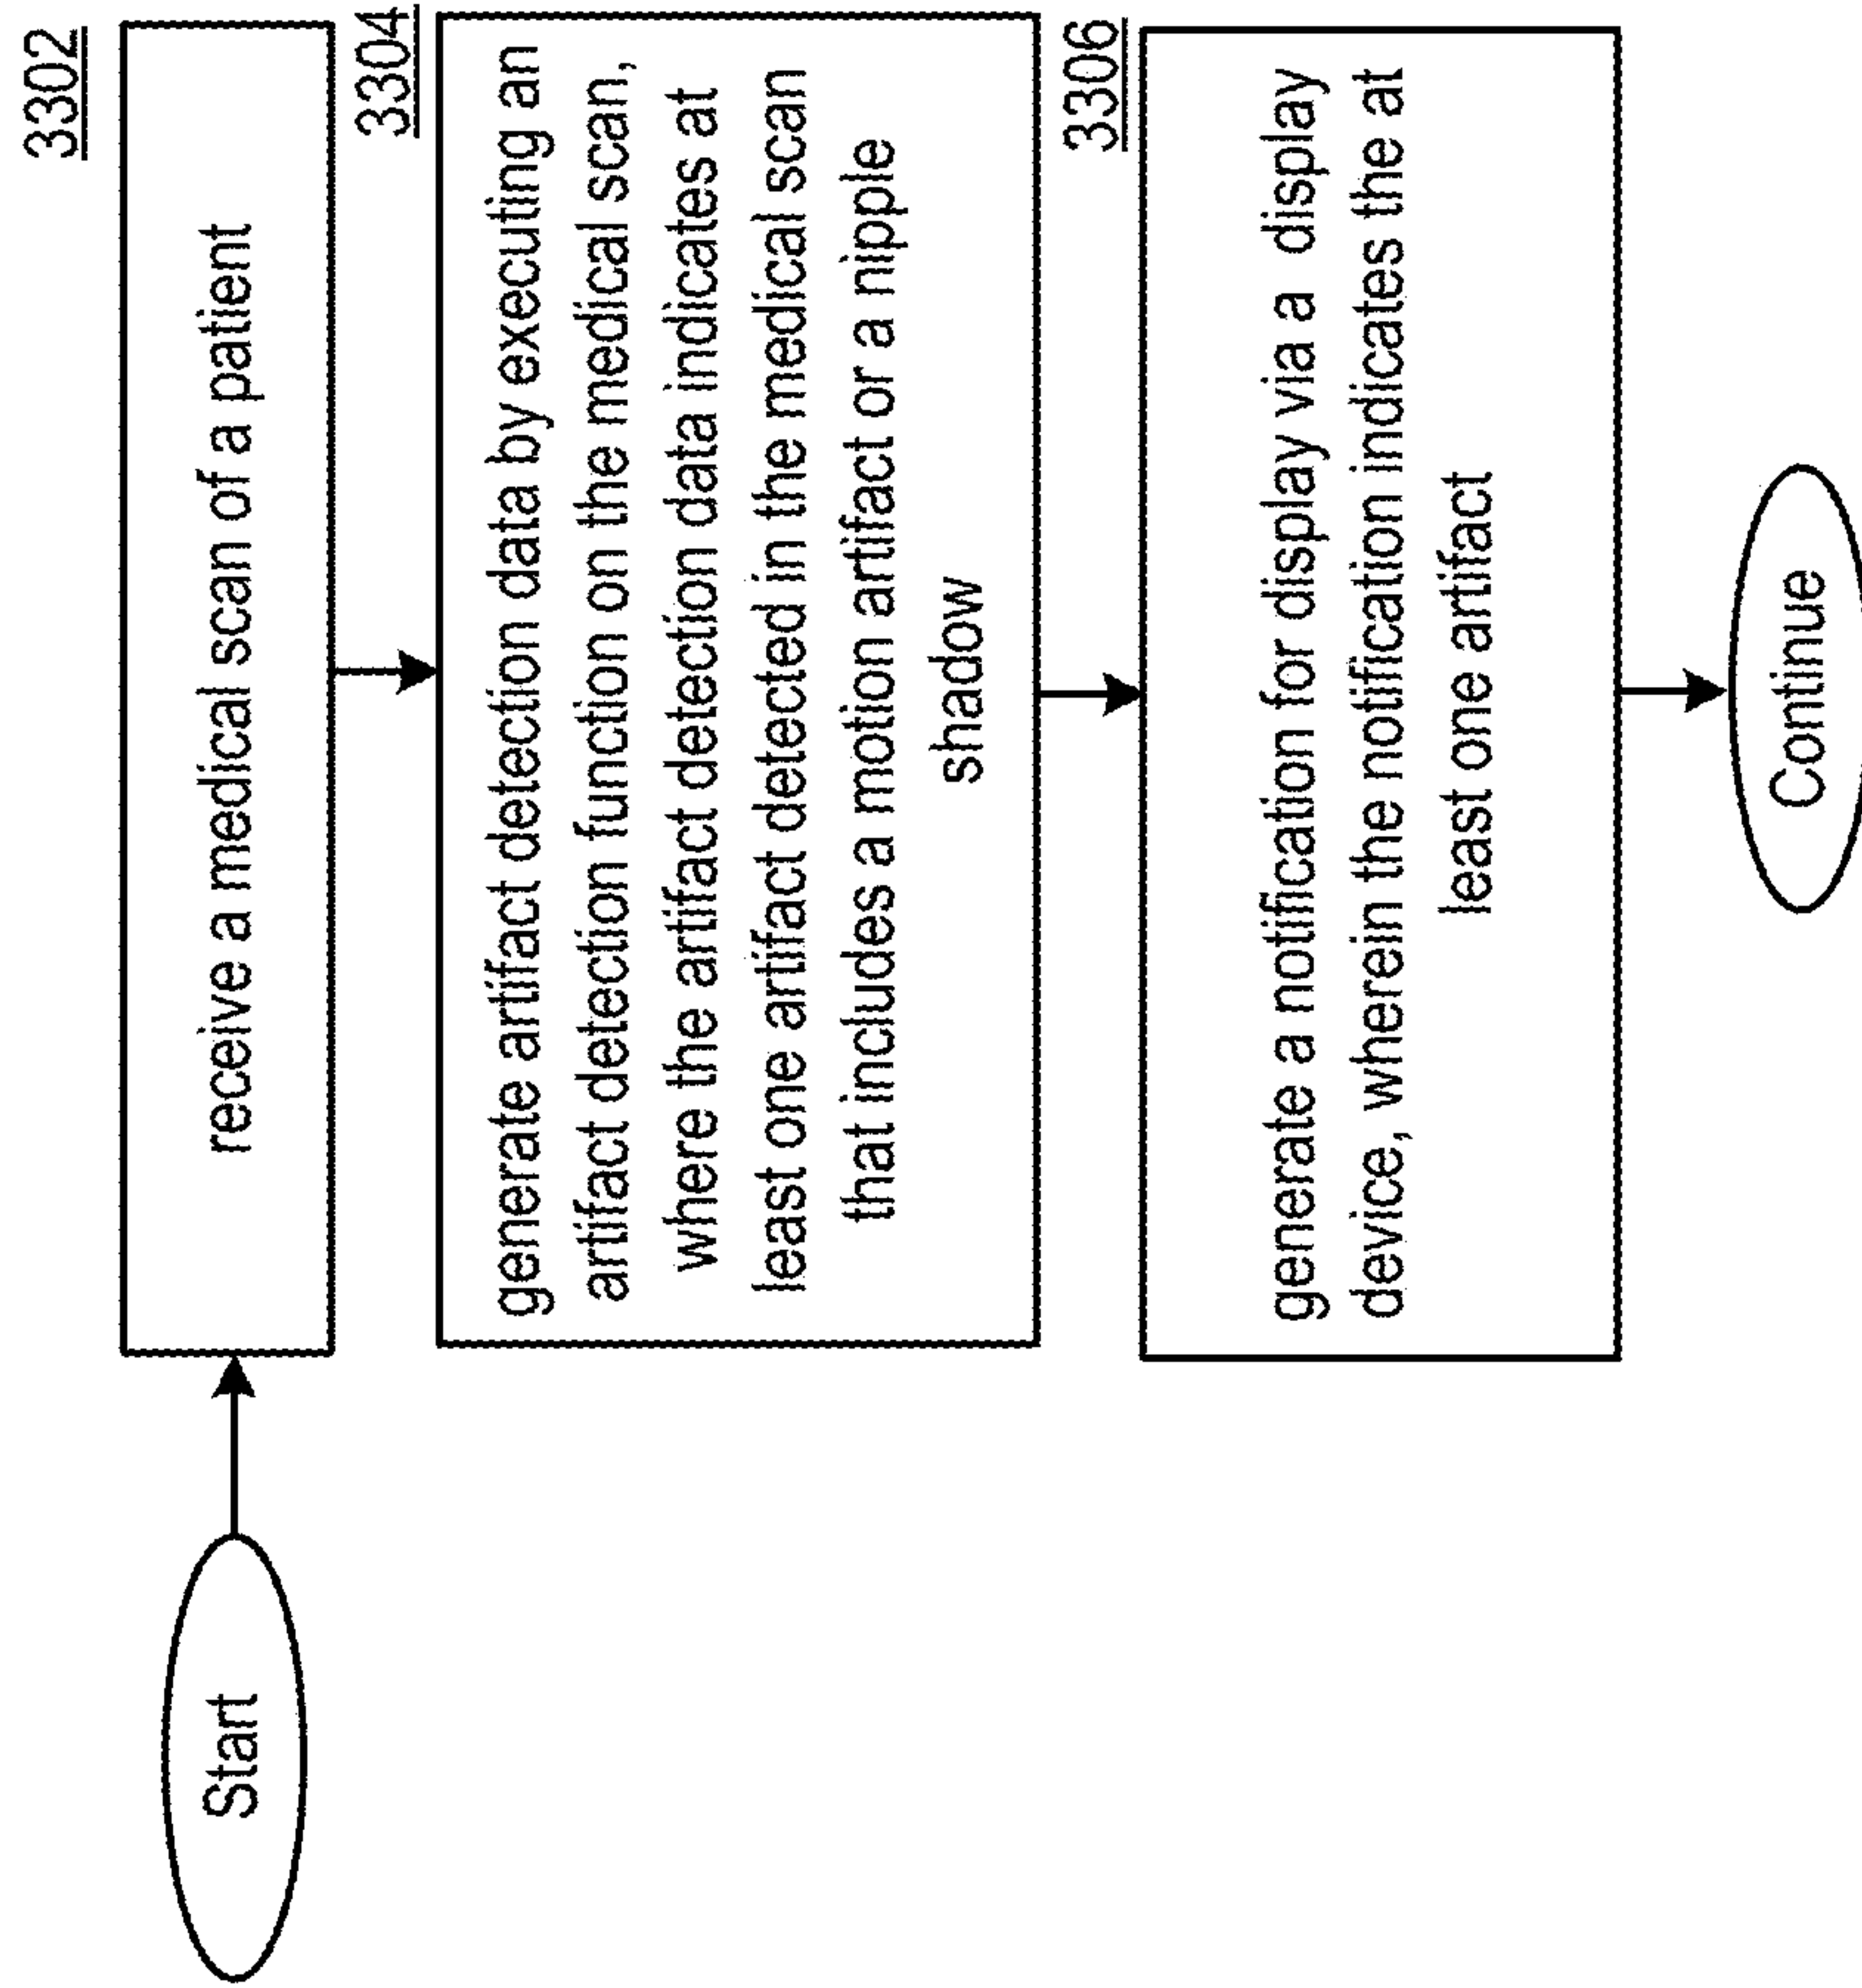 3302
Start
receive a medical scan of a patient
3304
generate artifact detection data by executing an
artifact detection function on the medical scan,
where the artifact detection data indicates at
least one artifact detected in the medical scan
that includes a motion artifact or a nipple
shadow
3306
generate a notification for display via a display
device, wherein the notification indicates the at
least one artifact
Continue